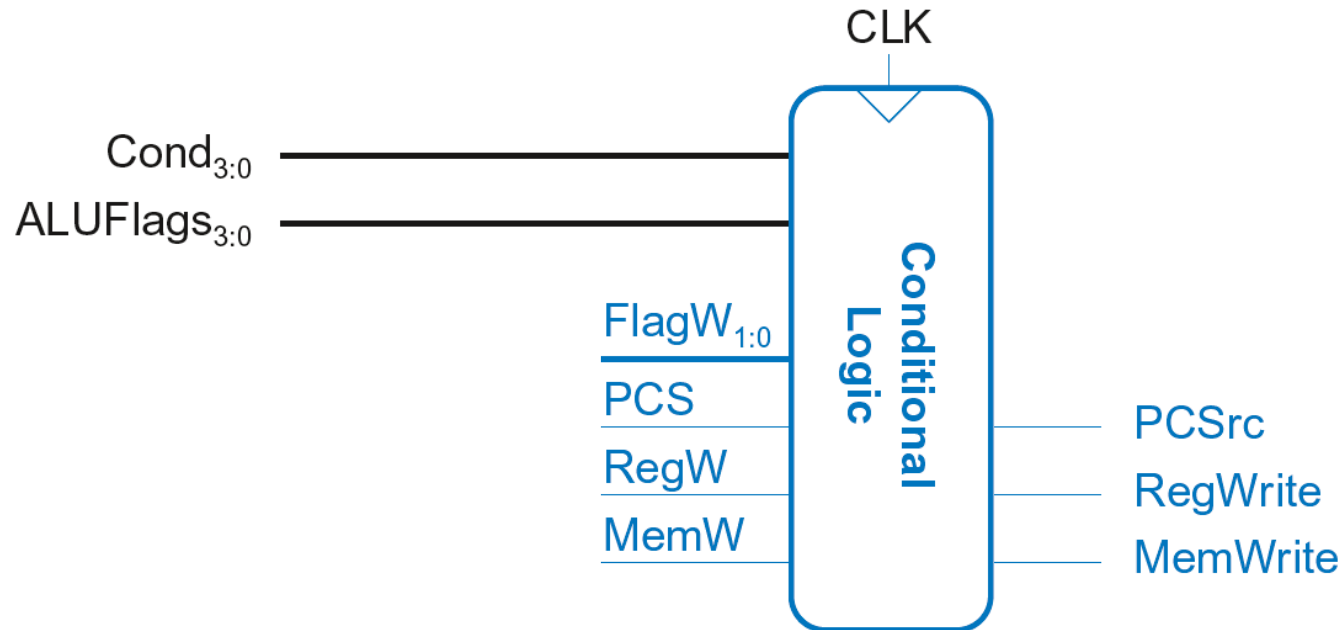 CLK
Cond3:0
ALUFlags3:0
FlagW1:0
PCS
RegW
MemW
Conditional
Logic
PCSrc
RegWrite
MemWrite